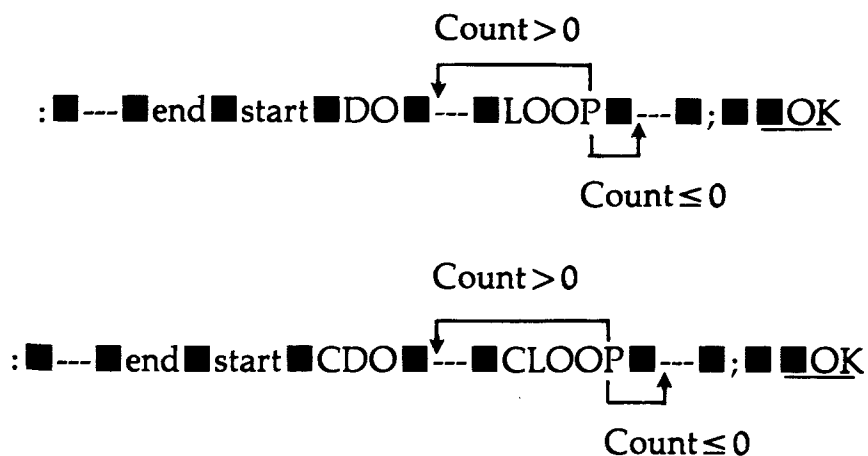 Count>0
:■---■end■start■DO■---■LOOP■---■;■■OK
Count≤0
Count>0
:■---■end■start■CDO■---■CLOOP■---■;■■OK
Count≤0